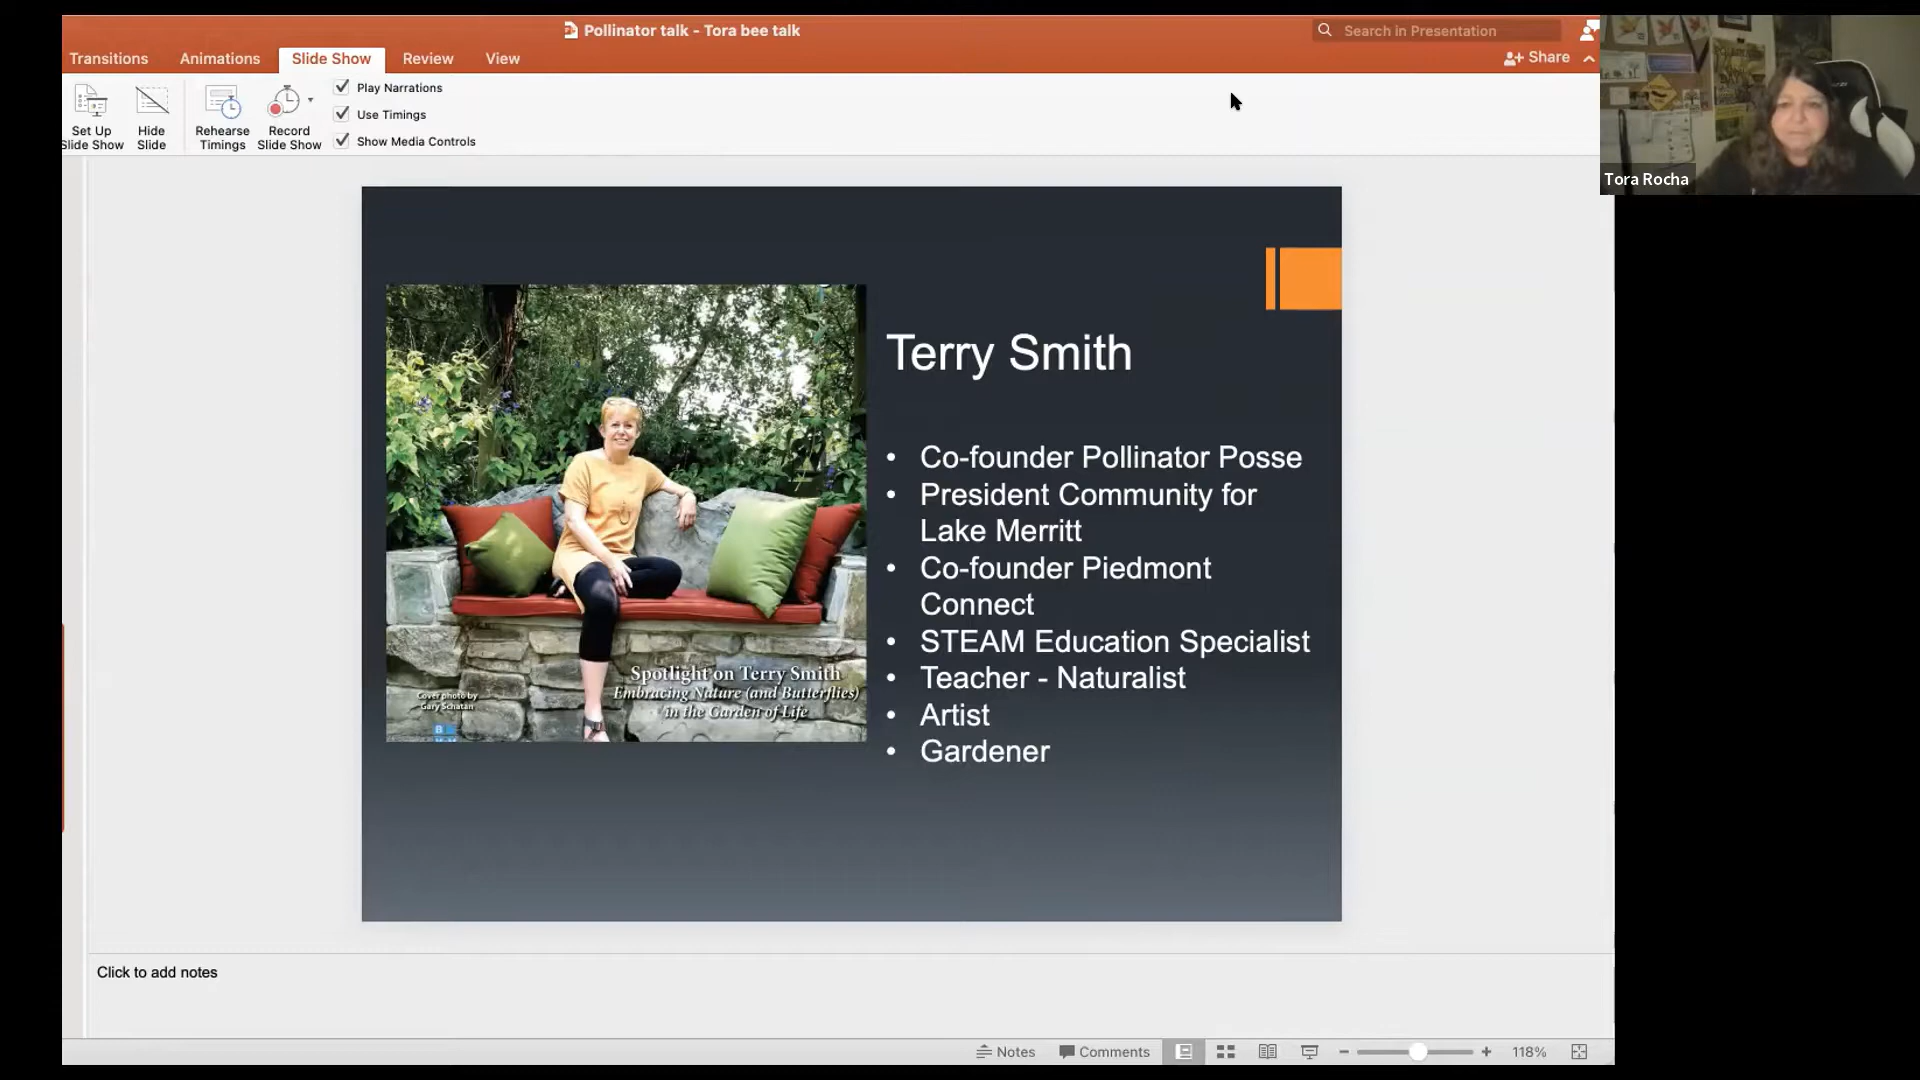 Pollinator talk - Tora bee talk
Search in Presentation
Transitions
Animations
Slide Show
Review
View
Share
Set Up
Slide Show
Hide
Slide
Rehearse
Timings
Record
Slide Show
Play Narrations
Use Timings
Show Media Controls
Tora Rocha
Terry Smith
• Co-founder Pollinator Posse
• President Community for
Lake Merritt
• Co-founder Piedmont
Connect
• STEAM Education Specialist
• Teacher - Naturalist
• Artist
• Gardener
Spotlight on Terry Smith
Embracing Nature (and Butterflies)
in the Garden of Life
Cover photo by
Gary Schatan
Click to add notes
Notes
Comments
118%